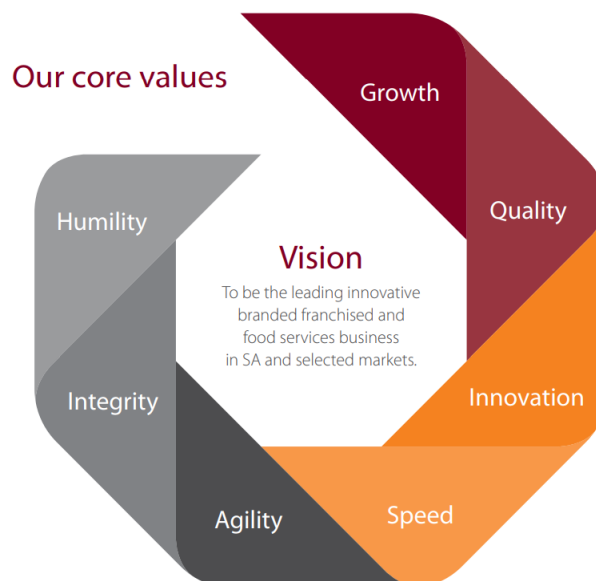 Our core values
Growth
Quality
Innovation
Speed
Agility
Integrity
Humility
Vision
To be the leading innovative
branded franchised and
food services business
in SA and selected markets.